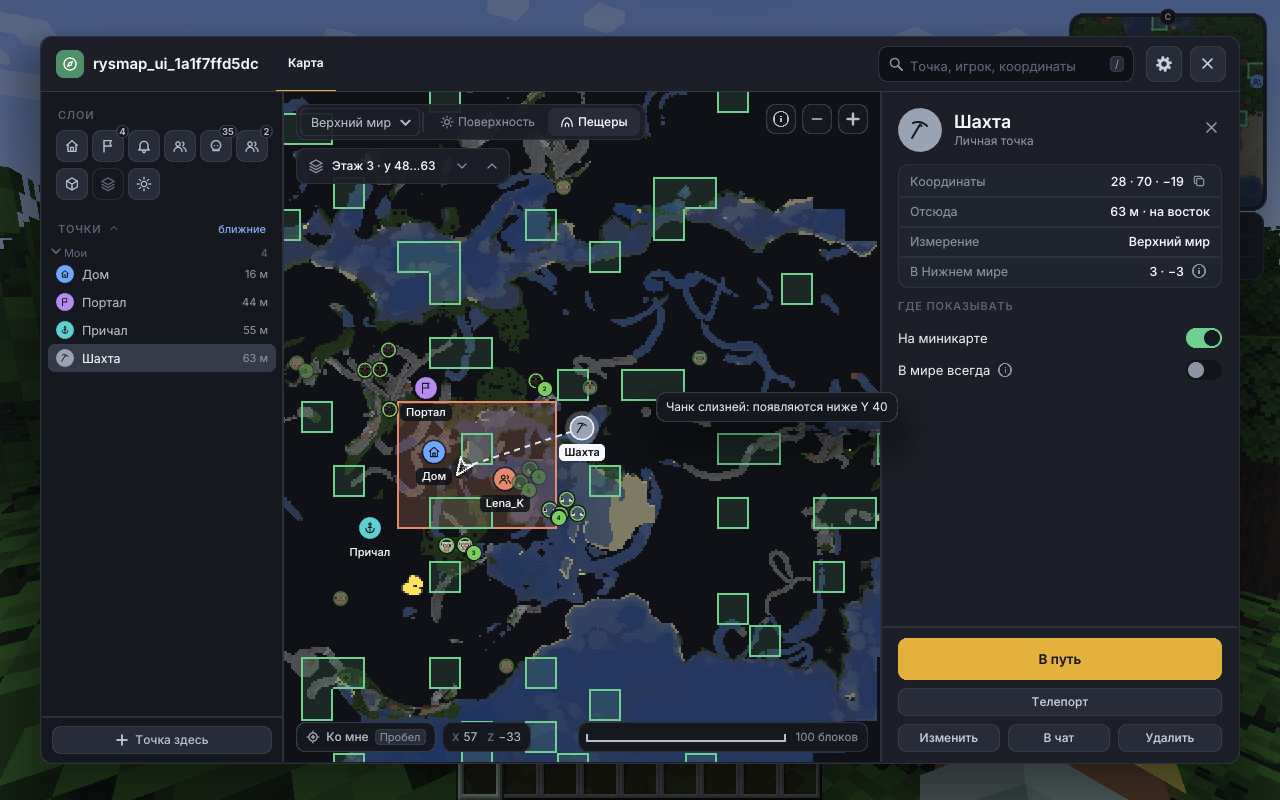 C
rysmap_ui_1a1f7ffd5dc
Карта
Точка, игрок, координаты
/
СЛОИ
4
35
2
ТОЧКИ
ближние
Мои
4
Дом
16 м
Портал
44 м
Причал
55 м
Шахта
63 м
Точка здесь
Верхний мир
Поверхность
Пещеры
Этаж 3 · y 48…63
Чанк слизней: появляются ниже Y 40
Портал
2
Шахта
Дом
4
Lena_K
4
Причал
3
Ко мне
Пробел
X 57 Z −33
100 блоков
Шахта
Личная точка
Координаты
28 · 70 · −19
Отсюда
63 м · на восток
Измерение
Верхний мир
В Нижнем мире
3 · −3
ГДЕ ПОКАЗЫВАТЬ
На миникарте
В мире всегда
В путь
Телепорт
Изменить
В чат
Удалить